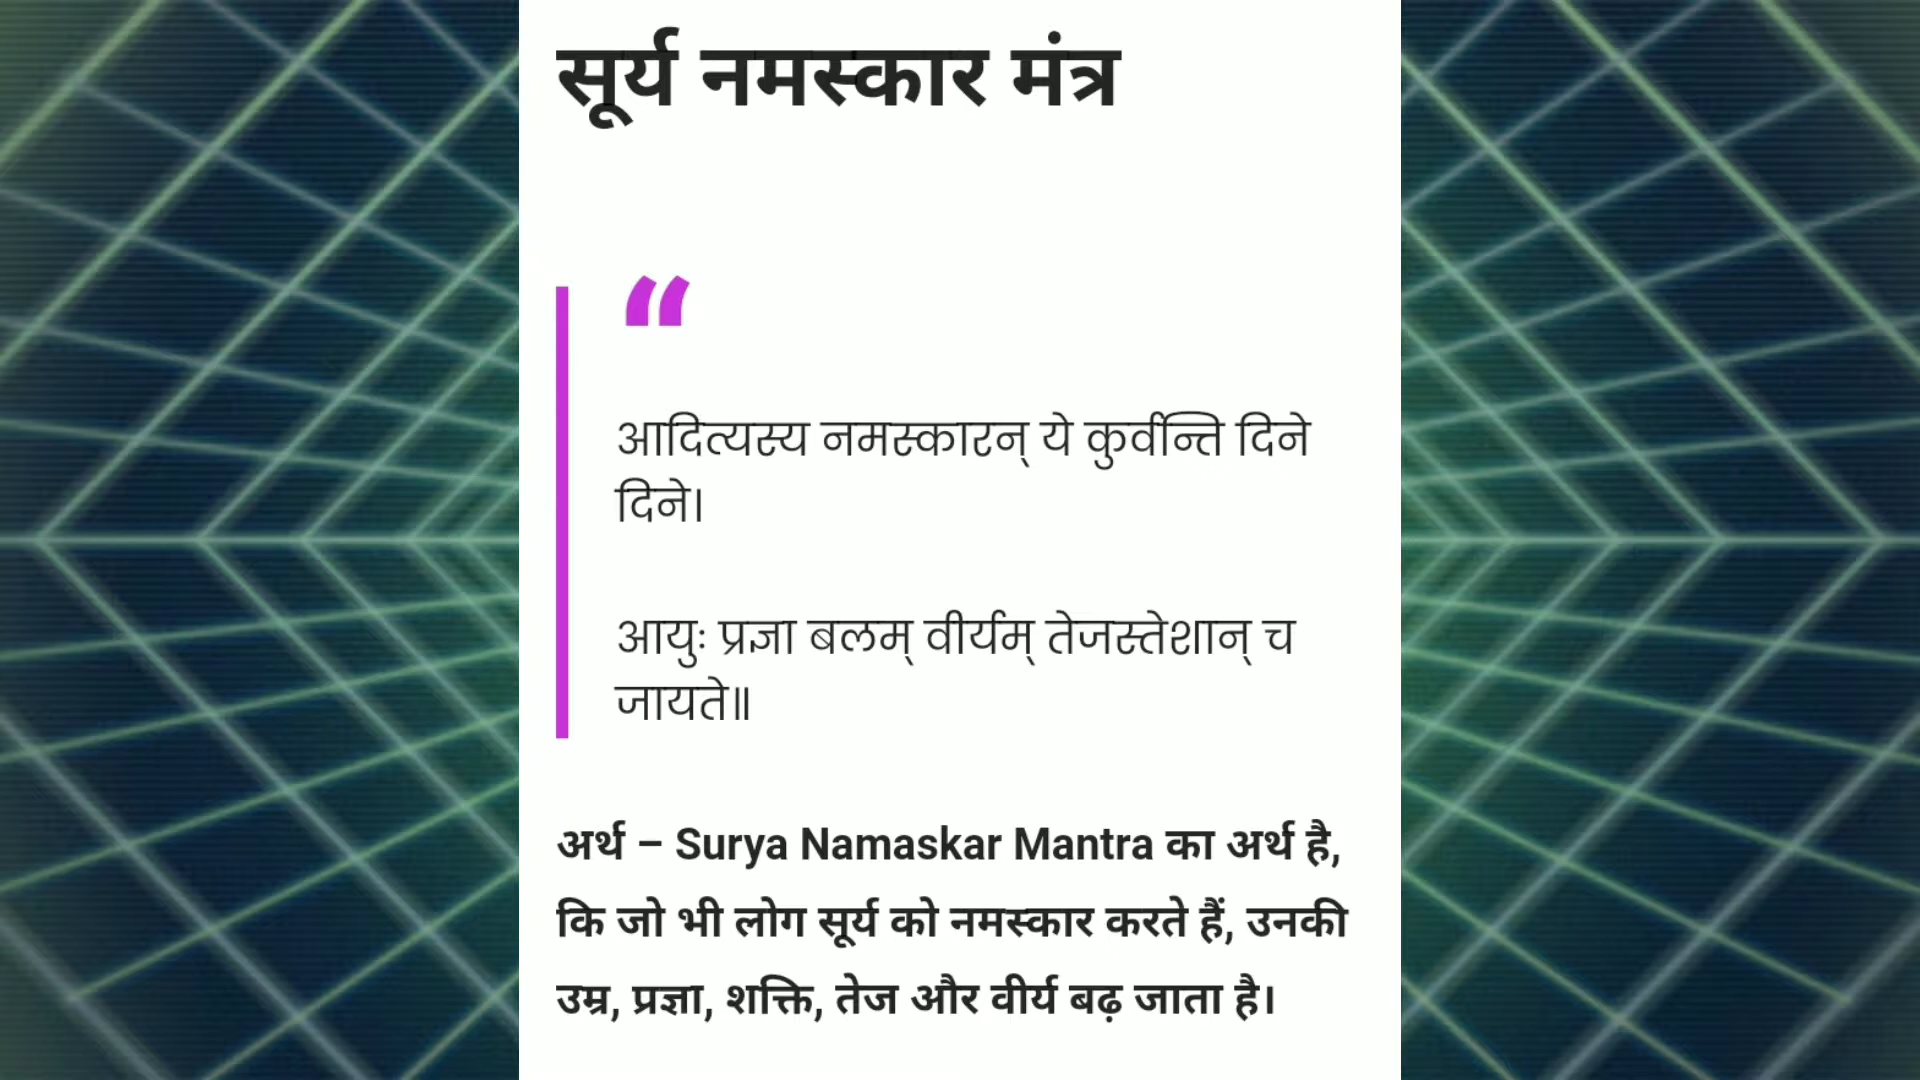 सूर्य नमस्कार मंत्र
“
आदित्यस्य नमस्कारन् ये कुर्वन्ति दिने
दिने।
आयुः प्रज्ञा बलम् वीर्यम् तेजस्तेशान् च
जायते॥
अर्थ – Surya Namaskar Mantra का अर्थ है,
कि जो भी लोग सूर्य को नमस्कार करते हैं, उनकी
उम्र, प्रज्ञा, शक्ति, तेज और वीर्य बढ़ जाता है।